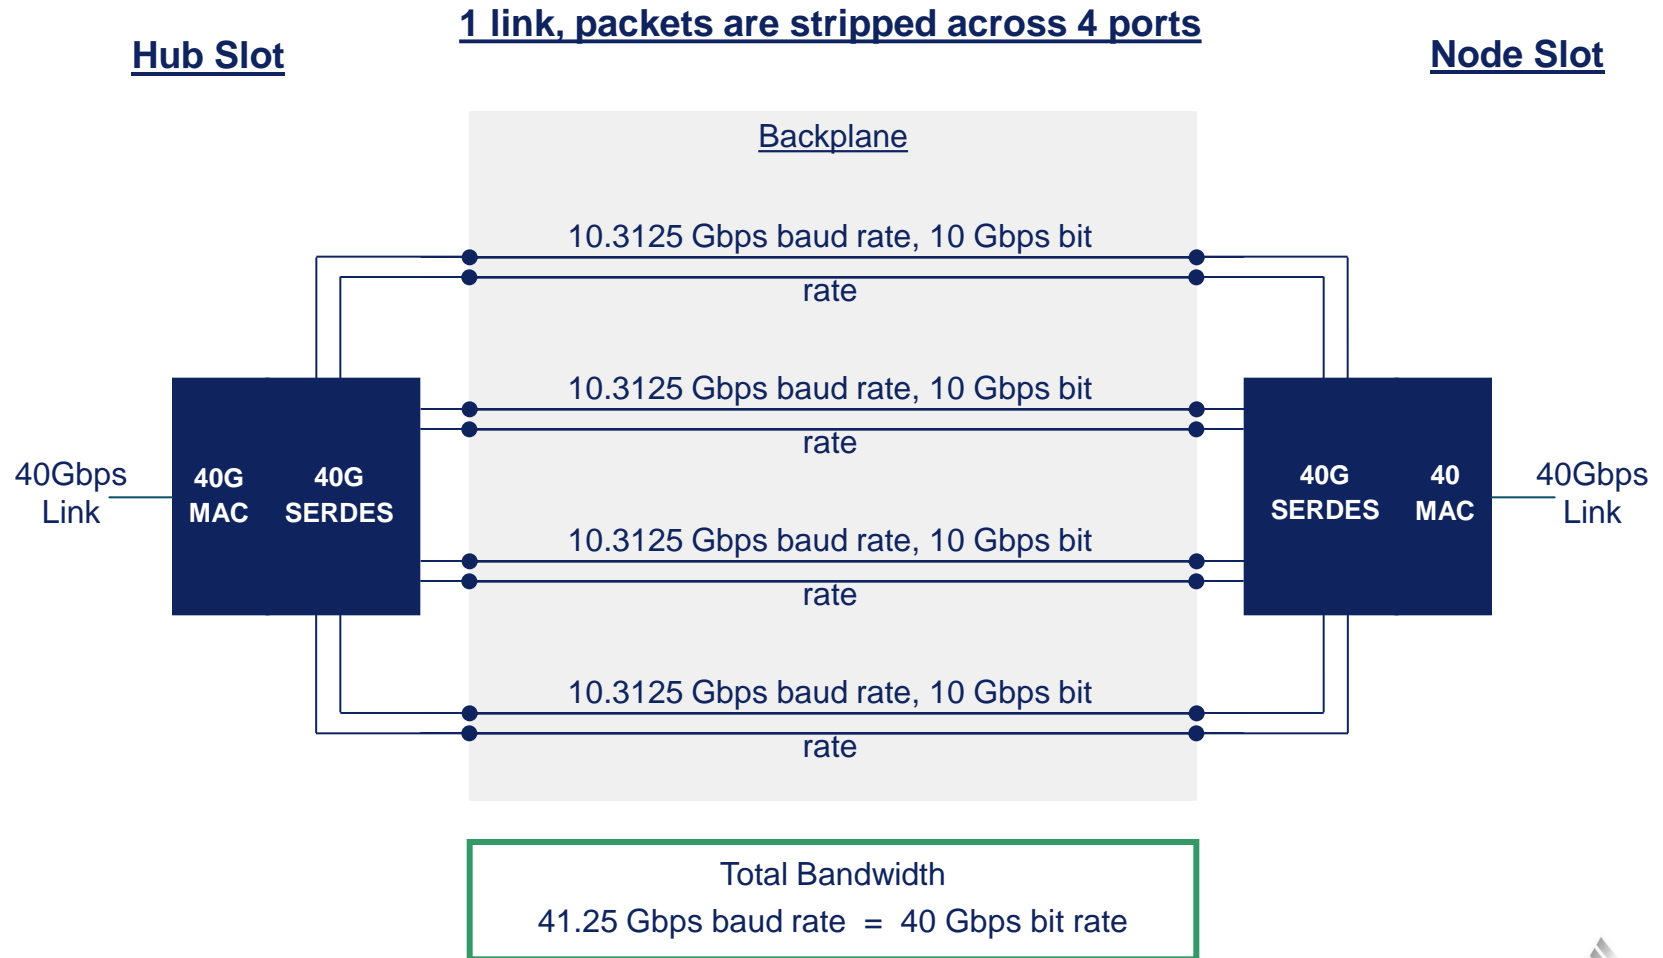 1 link, packets are stripped across 4 ports
Hub Slot
Node Slot
Backplane
10.3125 Gbps baud rate, 10 Gbps bit
rate
10.3125 Gbps baud rate, 10 Gbps bit
rate
40Gbps
Link
40G
MAC
40G
SERDES
40G
SERDES
40
MAC
40Gbps
Link
10.3125 Gbps baud rate, 10 Gbps bit
rate
10.3125 Gbps baud rate, 10 Gbps bit
rate
Total Bandwidth
41.25 Gbps baud rate = 40 Gbps bit rate